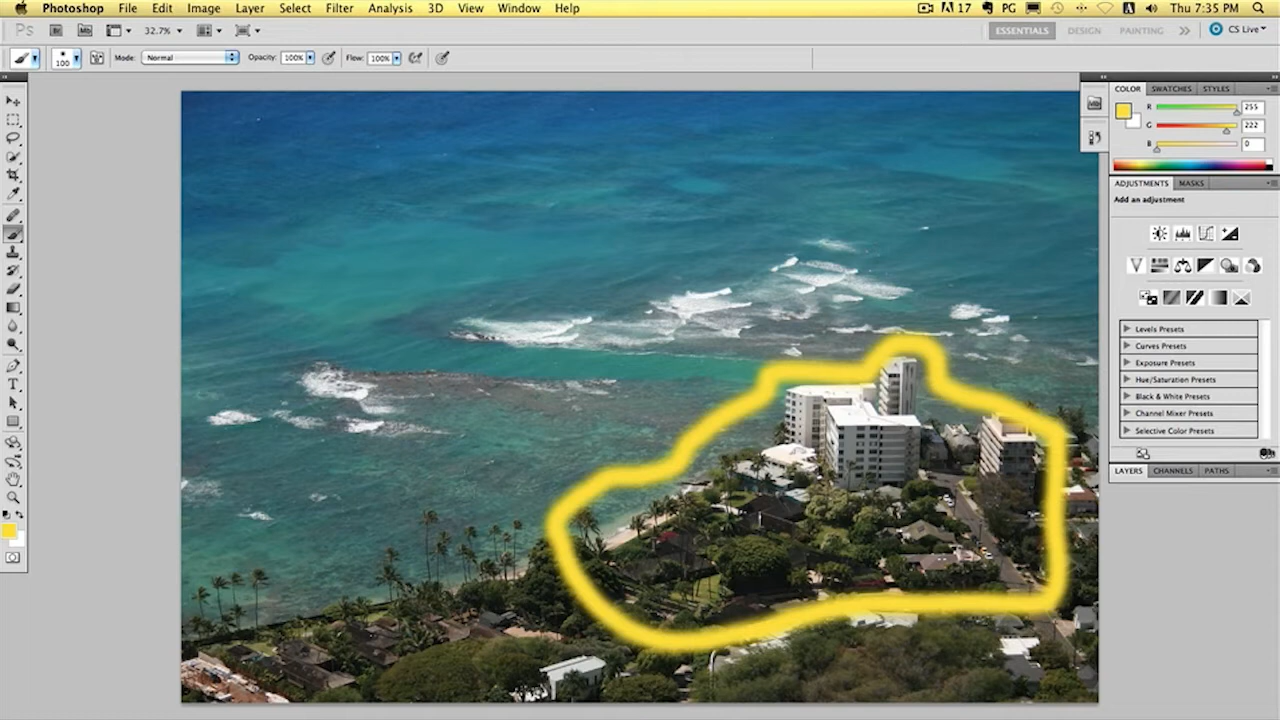 Photoshop File Edit Image Layer Select Filter Analysis 3D View Window Help 17 PG A Thu 7:35 PM
Ps Br Mb 32.7% ESSENTIALS DESIGN PAINTING CS Live
100 Mode: Normal Opacity: 100% Flow: 100%
COLOR SWATCHES STYLES
R 255
G 222
B 0
ADJUSTMENTS MASKS
Add an adjustment
Levels Presets
Curves Presets
Exposure Presets
Hue/Saturation Presets
Black & White Presets
Channel Mixer Presets
Selective Color Presets
LAYERS CHANNELS PATHS